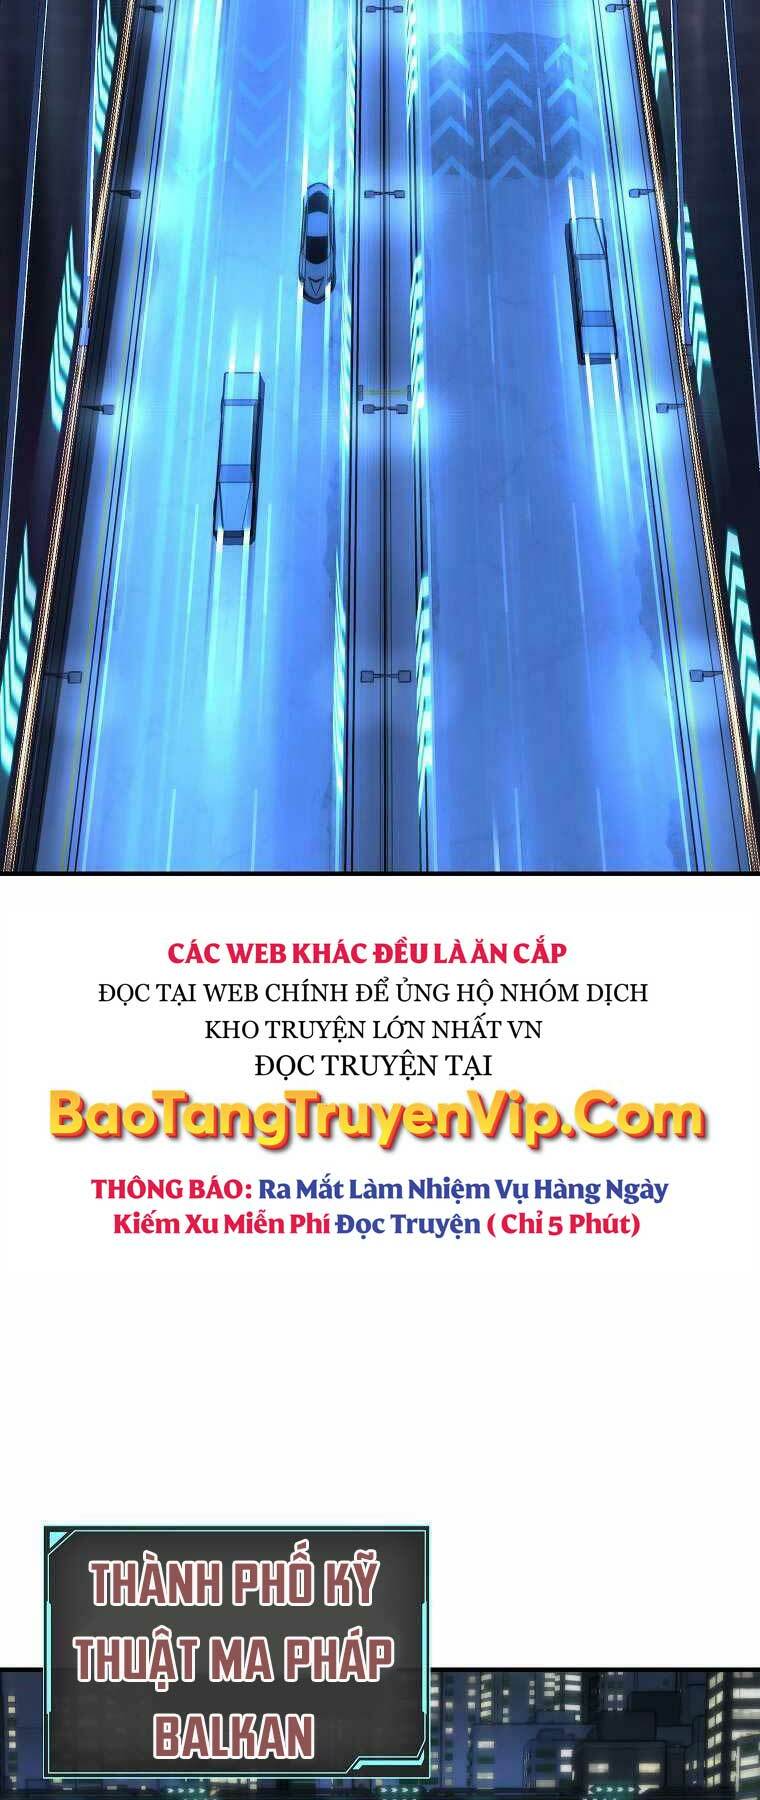 CÁC WEB KHÁC ĐỀU LÀ ĂN CẮP
ĐỌC TẠI WEB CHÍNH ĐỂ ỦNG HỘ NHÓM DỊCH
KHO TRUYỆN LỚN NHẤT VN
ĐỌC TRUYỆN TẠI
BaoTangTruyenVip.Com
THÔNG BÁO: Ra Mắt Làm Nhiệm Vụ Hàng Ngày
Kiếm Xu Miễn Phí Đọc Truyện ( Chỉ 5 Phút)
THÀNH PHỐ KỸ
THUẬT MA PHÁP
BALKAN